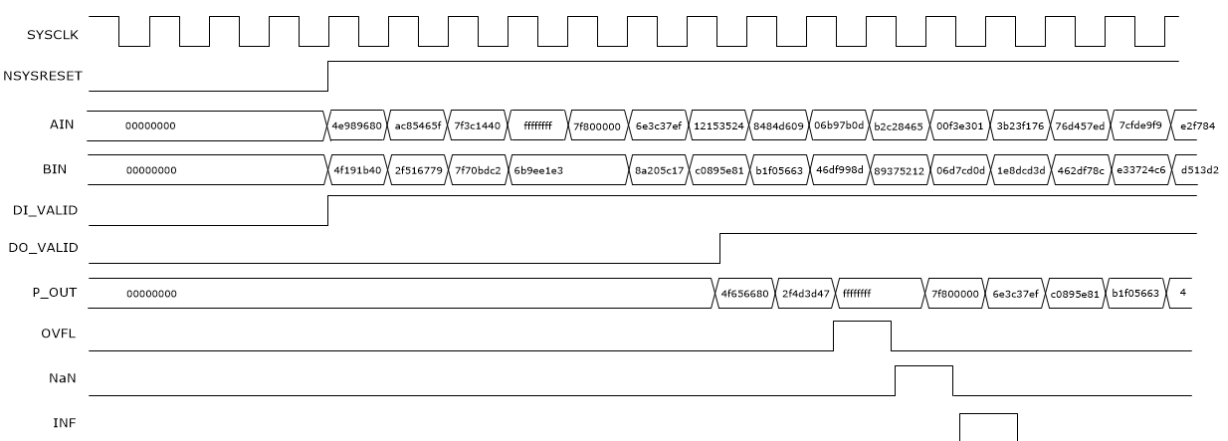 SYSCLK
NSYSRESET
AIN 00000000 4e989680 ac85465f 7f3c1440 ffffffff 7f800000 6e3c37ef 12153524 8484d609 06b97b0d b2c28465 00f3e301 3b23f176 76d457ed 7cfde9f9 e2f784
BIN 00000000 4f191b40 2f516779 7f70bdc2 6b9ee1e3 8a205c17 c0895e81 b1f05663 46df998d 89375212 06d7cd0d 1e8dcd3d 462df78c e33724c6 d513d2
DI_VALID
DO_VALID
P_OUT 00000000 4f656680 2f4d3d47 ffffffff 7f800000 6e3c37ef c0895e81 b1f05663 4
OVFL
NaN
INF